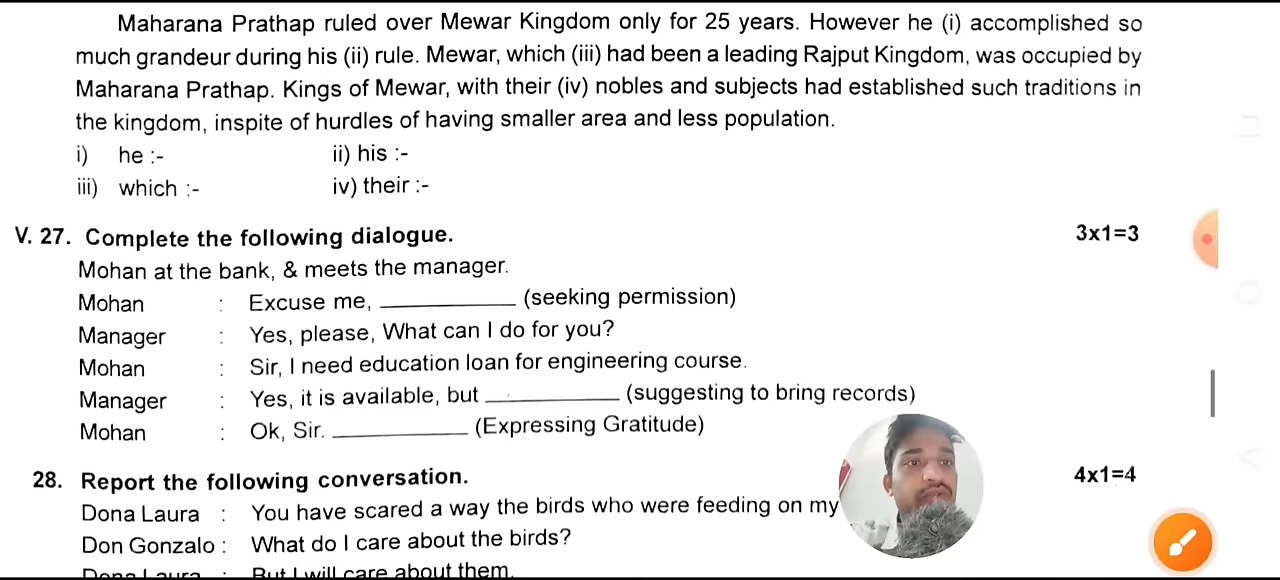 Maharana Prathap ruled over Mewar Kingdom only for 25 years. However he (i) accomplished so
much grandeur during his (ii) rule. Mewar, which (iii) had been a leading Rajput Kingdom, was occupied by
Maharana Prathap. Kings of Mewar, with their (iv) nobles and subjects had established such traditions in
the kingdom, inspite of hurdles of having smaller area and less population.
i) he :- ii) his :-
iii) which :- iv) their :-
V. 27. Complete the following dialogue. 3x1=3
Mohan at the bank, & meets the manager.
Mohan : Excuse me, __________ (seeking permission)
Manager : Yes, please, What can I do for you?
Mohan : Sir, I need education loan for engineering course.
Manager : Yes, it is available, but __________ (suggesting to bring records)
Mohan : Ok, Sir. __________ (Expressing Gratitude)
28. Report the following conversation. 4x1=4
Dona Laura : You have scared a way the birds who were feeding on my
Don Gonzalo : What do I care about the birds?
Dona Laura : But I will care about them.